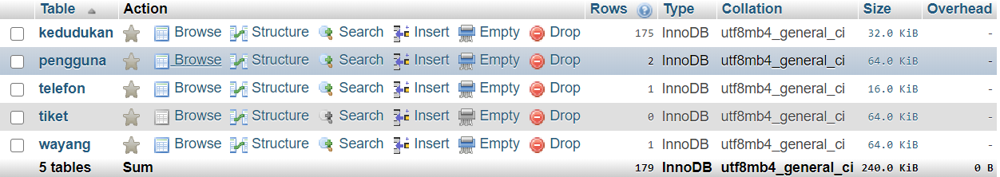 Table Action Rows Type Collation Size Overhead
kedudukan Browse Structure Search Insert Empty Drop 175 InnoDB utf8mb4_general_ci 32.0 KiB -
pengguna Browse Structure Search Insert Empty Drop 2 InnoDB utf8mb4_general_ci 64.0 KiB -
telefon Browse Structure Search Insert Empty Drop 1 InnoDB utf8mb4_general_ci 16.0 KiB -
tiket Browse Structure Search Insert Empty Drop 0 InnoDB utf8mb4_general_ci 64.0 KiB -
wayang Browse Structure Search Insert Empty Drop 1 InnoDB utf8mb4_general_ci 64.0 KiB -
5 tables Sum 179 InnoDB utf8mb4_general_ci 240.0 KiB 0 B